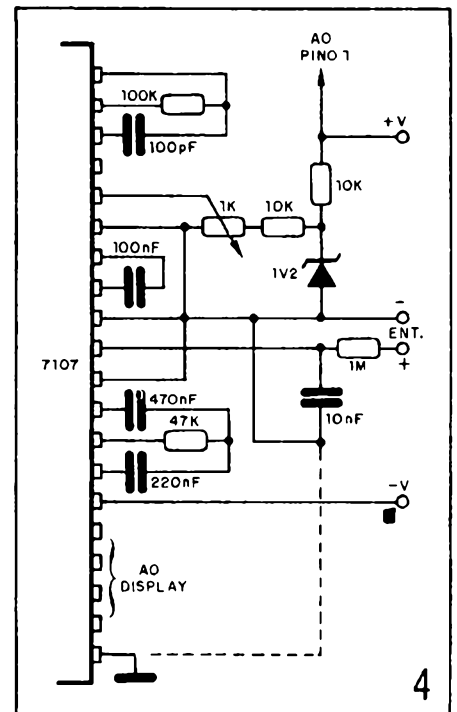 AO
PINO 1
+V
100K
100pF
10K
1K
10K
100nF
1V2
-
ENT.
+
7107
1M
470nF
10nF
47K
220nF
-V
AO
DISPLAY
4